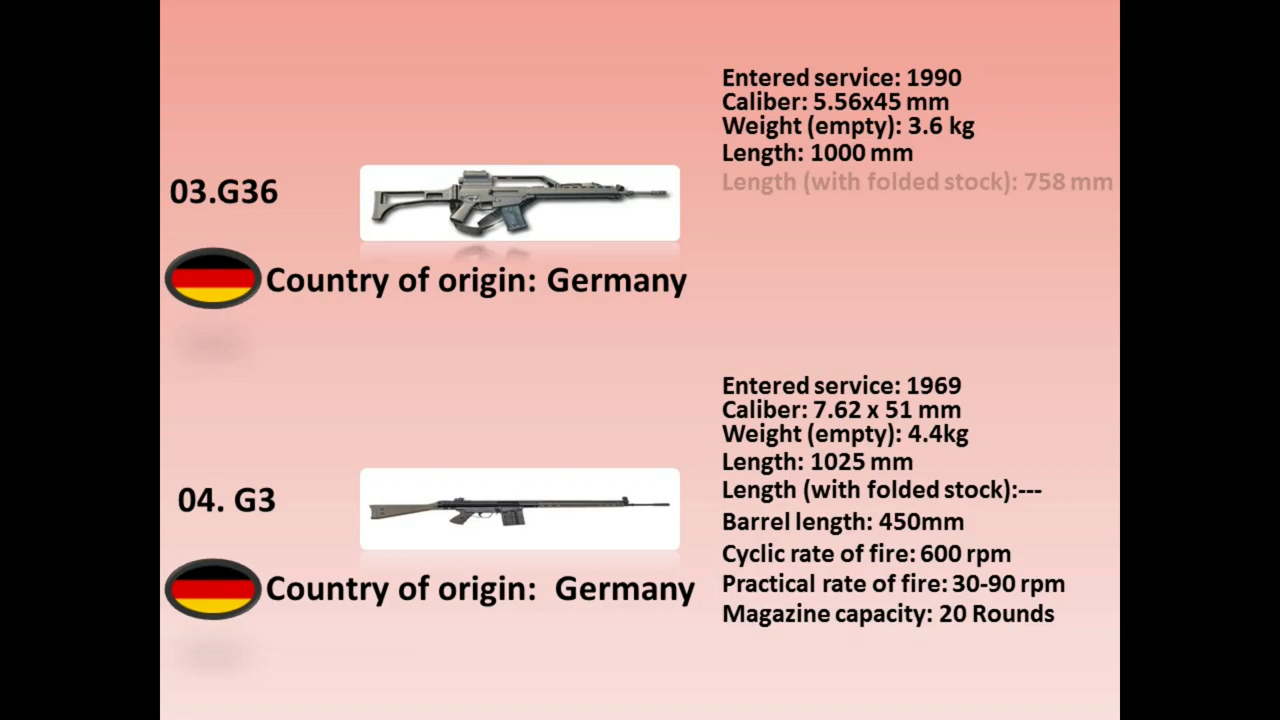 03.G36
Country of origin: Germany
Entered service: 1990
Caliber: 5.56x45 mm
Weight (empty): 3.6 kg
Length: 1000 mm
Length (with folded stock): 758 mm
04. G3
Country of origin:  Germany
Entered service: 1969
Caliber: 7.62 x 51 mm
Weight (empty): 4.4kg
Length: 1025 mm
Length (with folded stock):---
Barrel length: 450mm
Cyclic rate of fire: 600 rpm
Practical rate of fire: 30-90 rpm
Magazine capacity: 20 Rounds